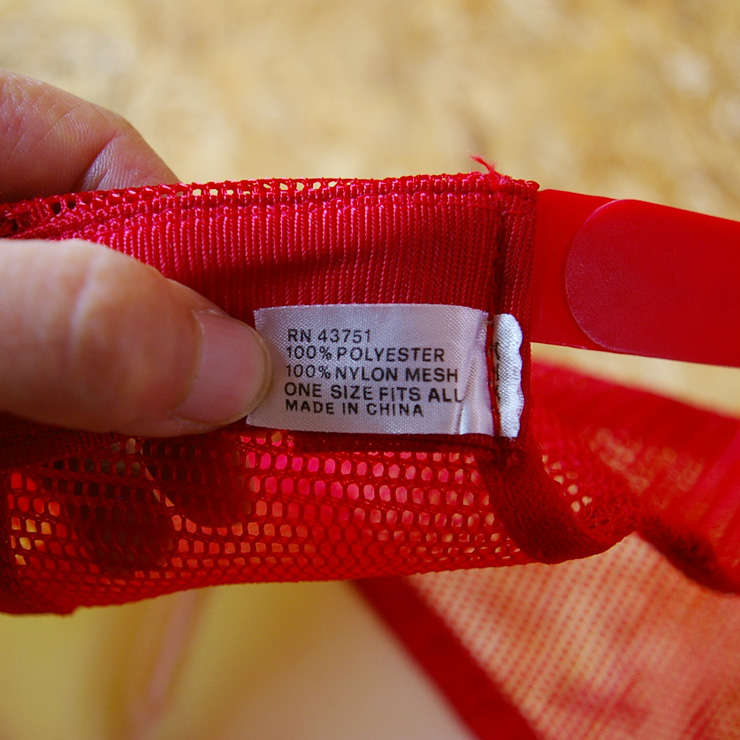 RN 43751
100% POLYESTER
100% NYLON MESH
ONE SIZE FITS ALL
MADE IN CHINA